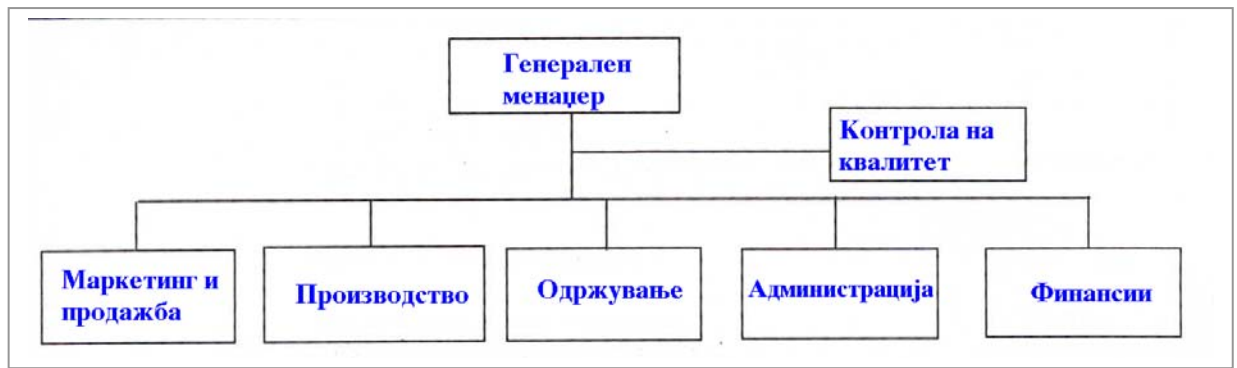 Генерален
менаџер
Контрола на
квалитет
Маркетинг и
продажба
Производство
Одржување
Администрација
Финансии